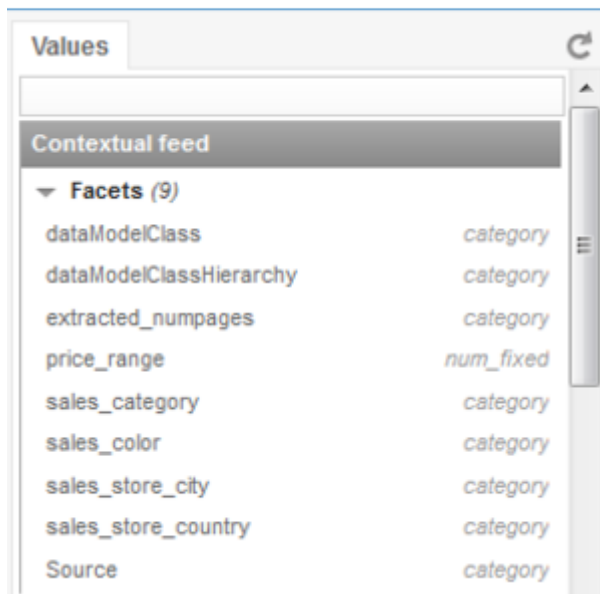 Values
Contextual feed
Facets (9)
dataModelClass category
dataModelClassHierarchy category
extracted_numpages category
price_range num_fixed
sales_category category
sales_color category
sales_store_city category
sales_store_country category
Source category